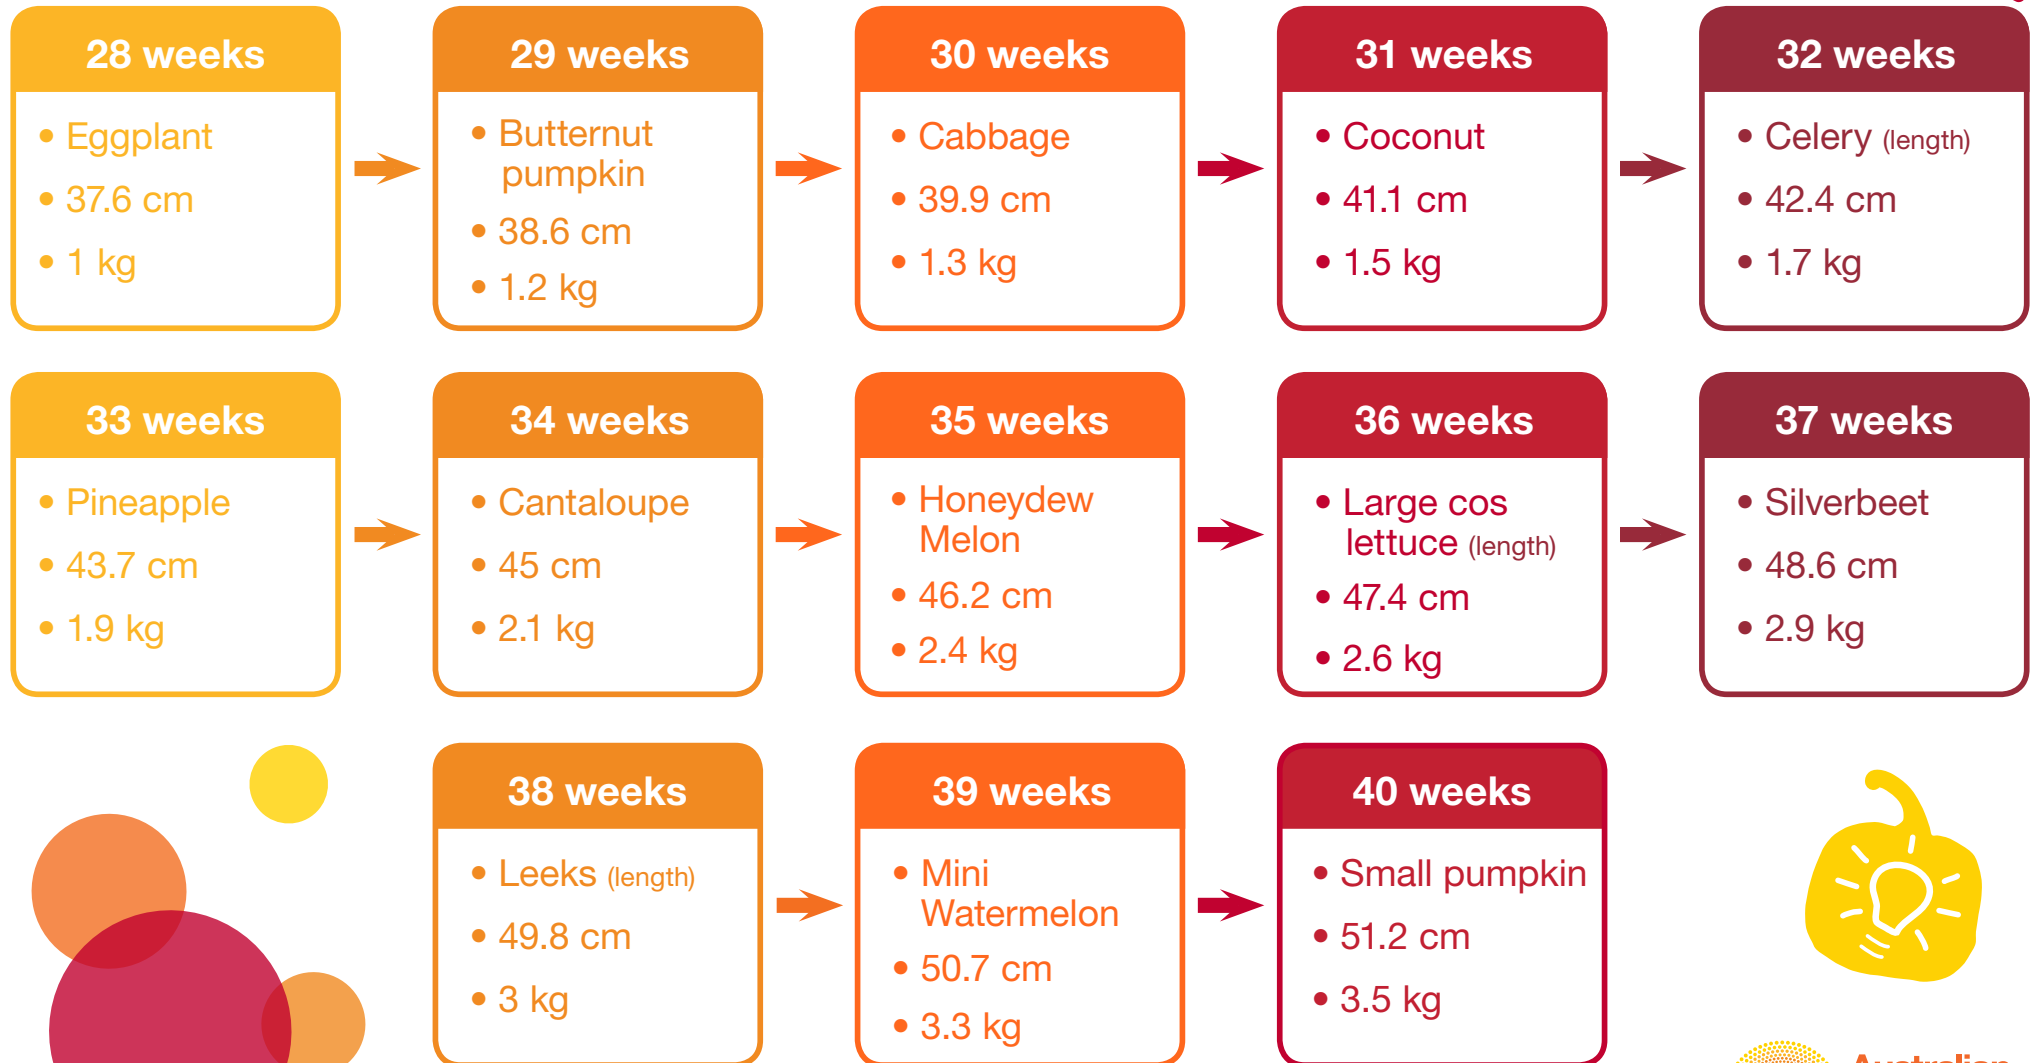 28 weeks
• Eggplant
• 37.6 cm
• 1 kg
29 weeks
• Butternut
pumpkin
• 38.6 cm
• 1.2 kg
30 weeks
• Cabbage
• 39.9 cm
• 1.3 kg
31 weeks
• Coconut
• 41.1 cm
• 1.5 kg
32 weeks
• Celery (length)
• 42.4 cm
• 1.7 kg
33 weeks
• Pineapple
• 43.7 cm
• 1.9 kg
34 weeks
• Cantaloupe
• 45 cm
• 2.1 kg
35 weeks
• Honeydew
Melon
• 46.2 cm
• 2.4 kg
36 weeks
• Large cos
lettuce (length)
• 47.4 cm
• 2.6 kg
37 weeks
• Silverbeet
• 48.6 cm
• 2.9 kg
38 weeks
• Leeks (length)
• 49.8 cm
• 3 kg
39 weeks
• Mini
Watermelon
• 50.7 cm
• 3.3 kg
40 weeks
• Small pumpkin
• 51.2 cm
• 3.5 kg
Australian